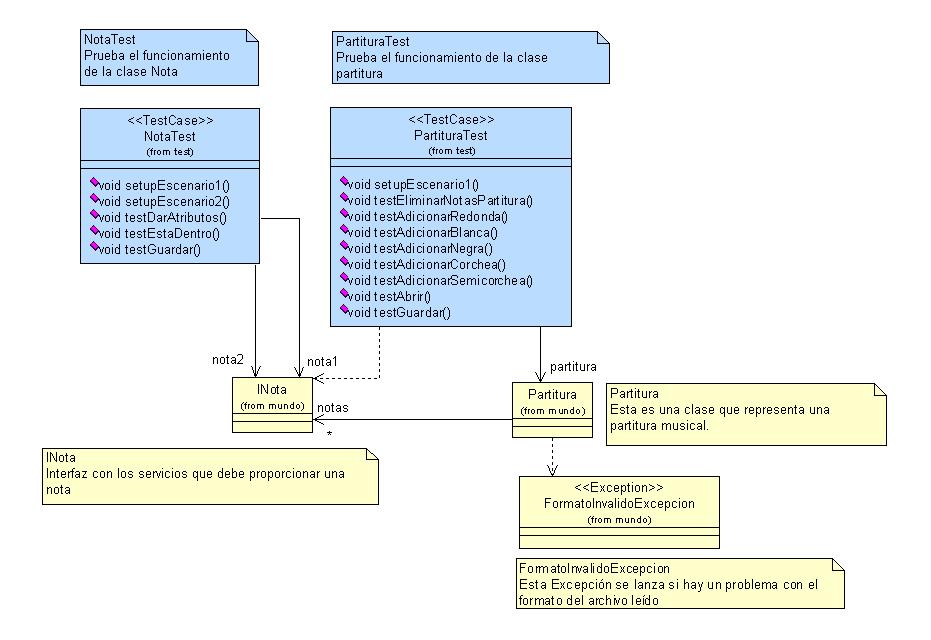 NotaTest
Prueba el funcionamiento
de la clase Nota
PartituraTest
Prueba el funcionamiento de la clase
partitura
<<TestCase>>
NotaTest
(from test)
void setupEscenario1()
void setupEscenario2()
void testDarAtributos()
void testEstaDentro()
void testGuardar()
<<TestCase>>
PartituraTest
(from test)
void setupEscenario1()
void testEliminarNotasPartitura()
void testAdicionarRedonda()
void testAdicionarBlanca()
void testAdicionarNegra()
void testAdicionarCorchea()
void testAdicionarSemicorchea()
void testAbrir()
void testGuardar()
nota2
nota1
partitura
INota
(from mundo)
notas
*
Partitura
(from mundo)
Partitura
Esta es una clase que representa una
partitura musical.
INota
Interfaz con los servicios que debe proporcionar una
nota
<<Exception>>
FormatoInvalidoExcepcion
(from mundo)
FormatoInvalidoExcepcion
Esta Excepción se lanza si hay un problema con el
formato del archivo leído